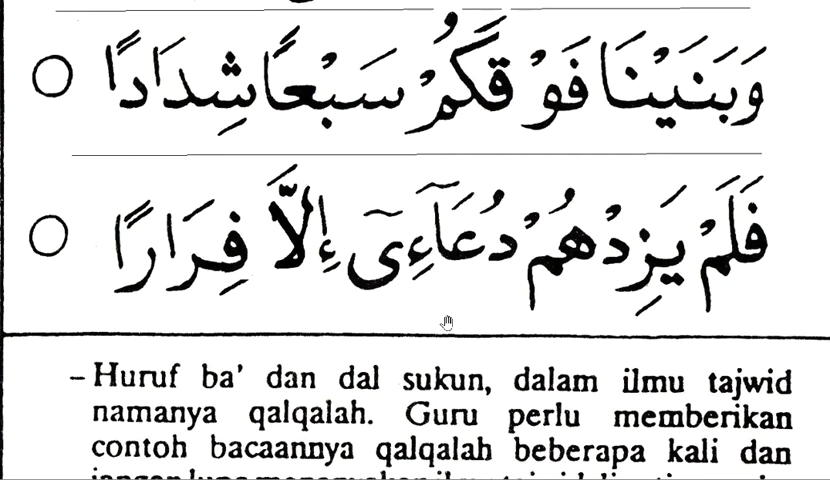 وَبَنَيْنَا فَوْقَكُمْ سَبْعًا شِدَادًا ○
فَلَمْ يَزِدْهُمْ دُعَآءِىٓ إِلَّا فِرَارًا ○
– Huruf ba’ dan dal sukun, dalam ilmu tajwid
namanya qalqalah. Guru perlu memberikan
contoh bacaannya qalqalah beberapa kali dan